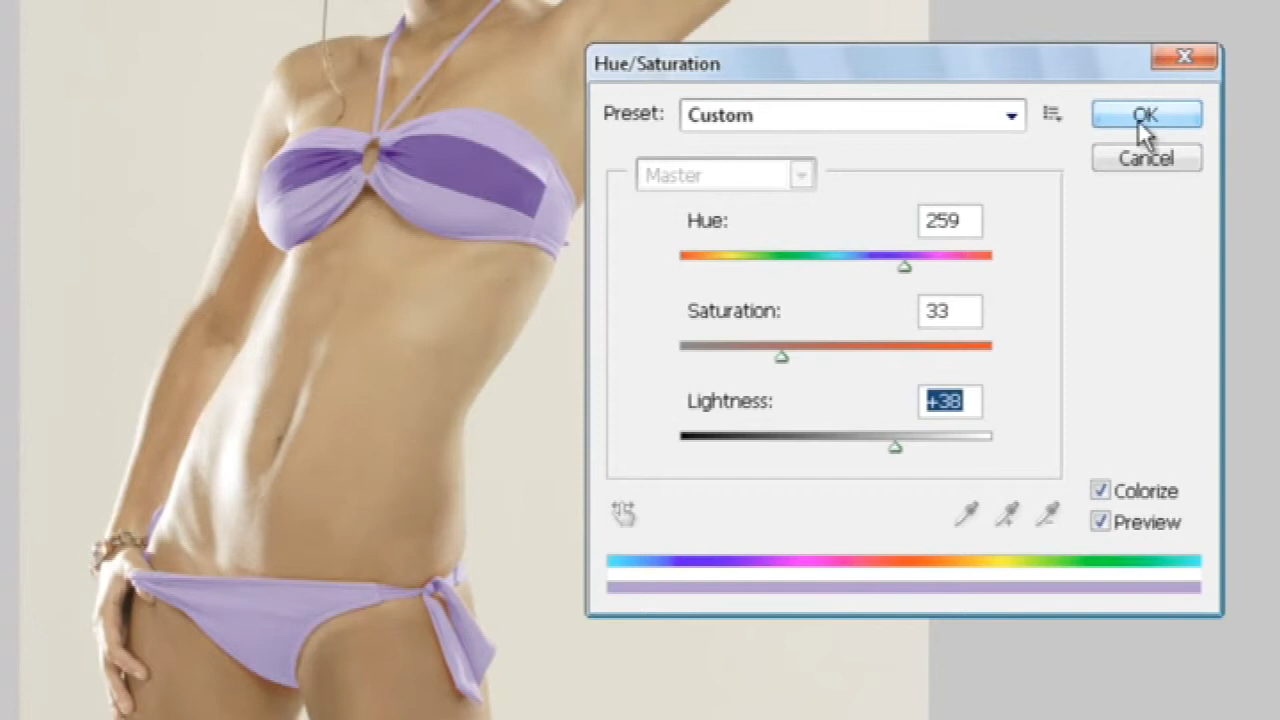 Hue/Saturation
Preset: Custom
OK
Cancel
Master
Hue: 259
Saturation: 33
Lightness: +38
Colorize
Preview